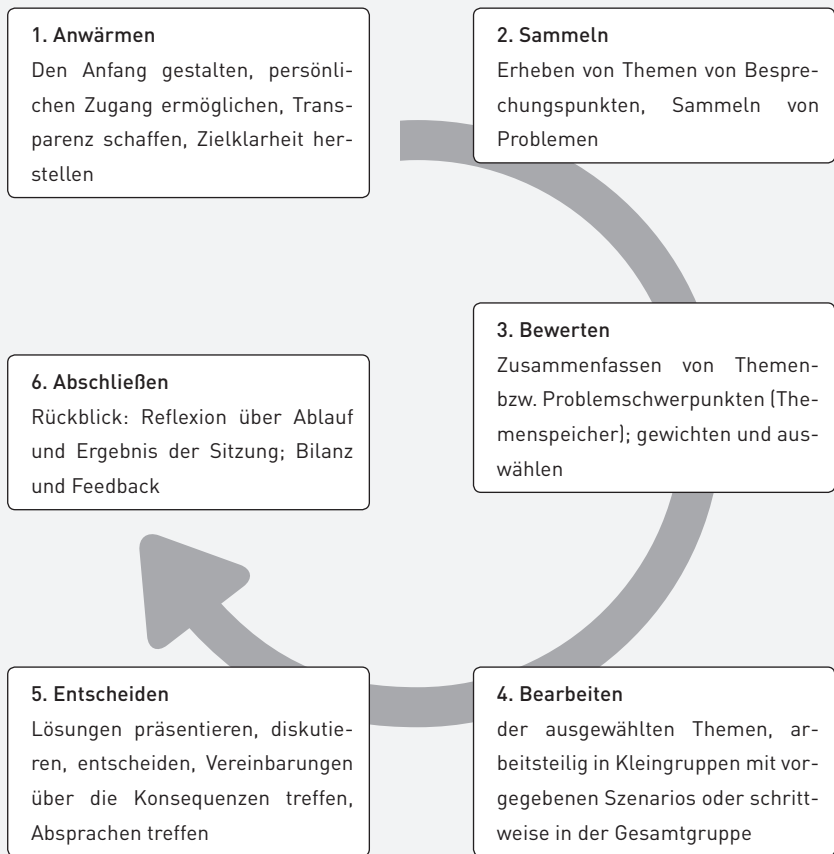 1. Anwärmen
Den Anfang gestalten, persönli-
chen Zugang ermöglichen, Trans-
parenz schaffen, Zielklarheit her-
stellen
2. Sammeln
Erheben von Themen von Bespre-
chungspunkten, Sammeln von
Problemen
3. Bewerten
Zusammenfassen von Themen-
bzw. Problemschwerpunkten (The-
menspeicher); gewichten und aus-
wählen
4. Bearbeiten
der ausgewählten Themen, ar-
beitsteilig in Kleingruppen mit vor-
gegebenen Szenarios oder schritt-
weise in der Gesamtgruppe
5. Entscheiden
Lösungen präsentieren, diskutie-
ren, entscheiden, Vereinbarungen
über die Konsequenzen treffen,
Absprachen treffen
6. Abschließen
Rückblick: Reflexion über Ablauf
und Ergebnis der Sitzung; Bilanz
und Feedback